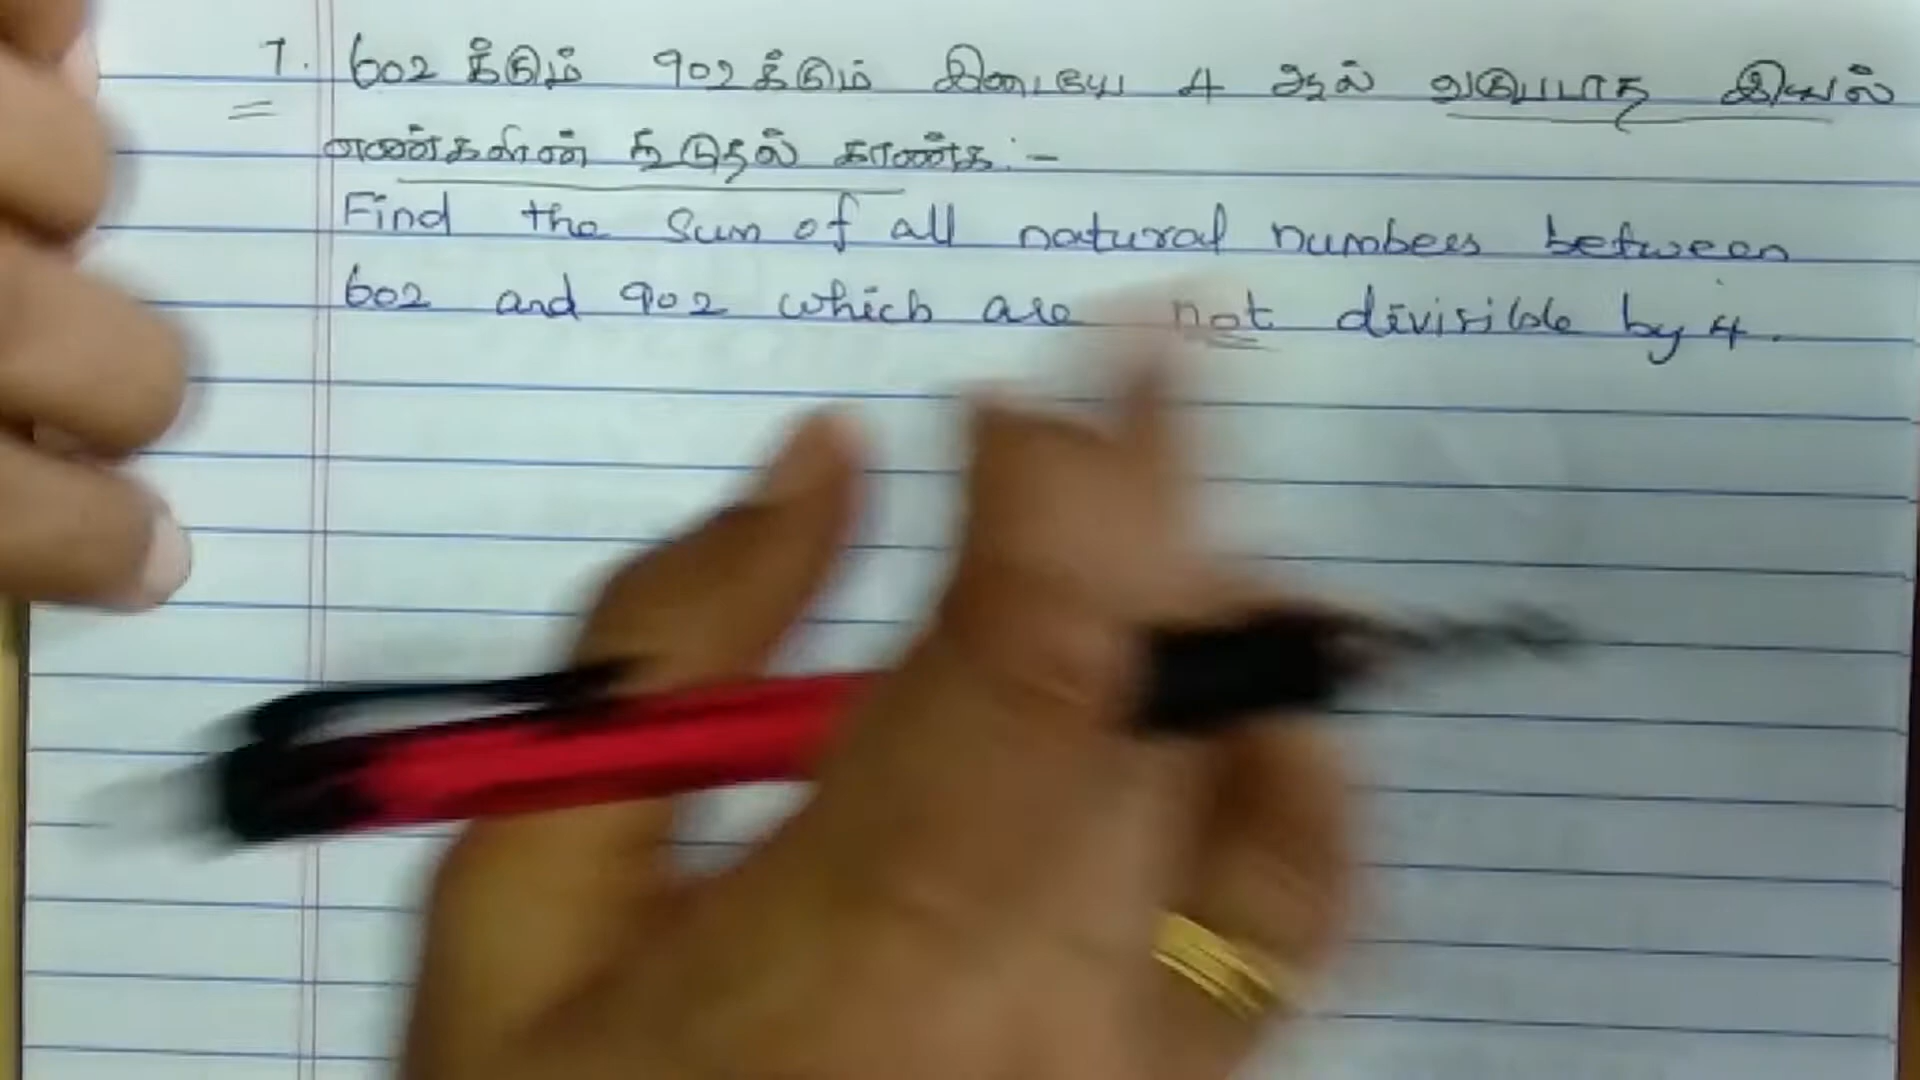 7. 602 க்கும் 902 க்கும் இடையே 4 ஆல் வகுபடாத இயல்
எண்களின் கூடுதல் காண்க :-
Find the Sum of all natural numbers between
602 and 902 which are not divisible by 4.